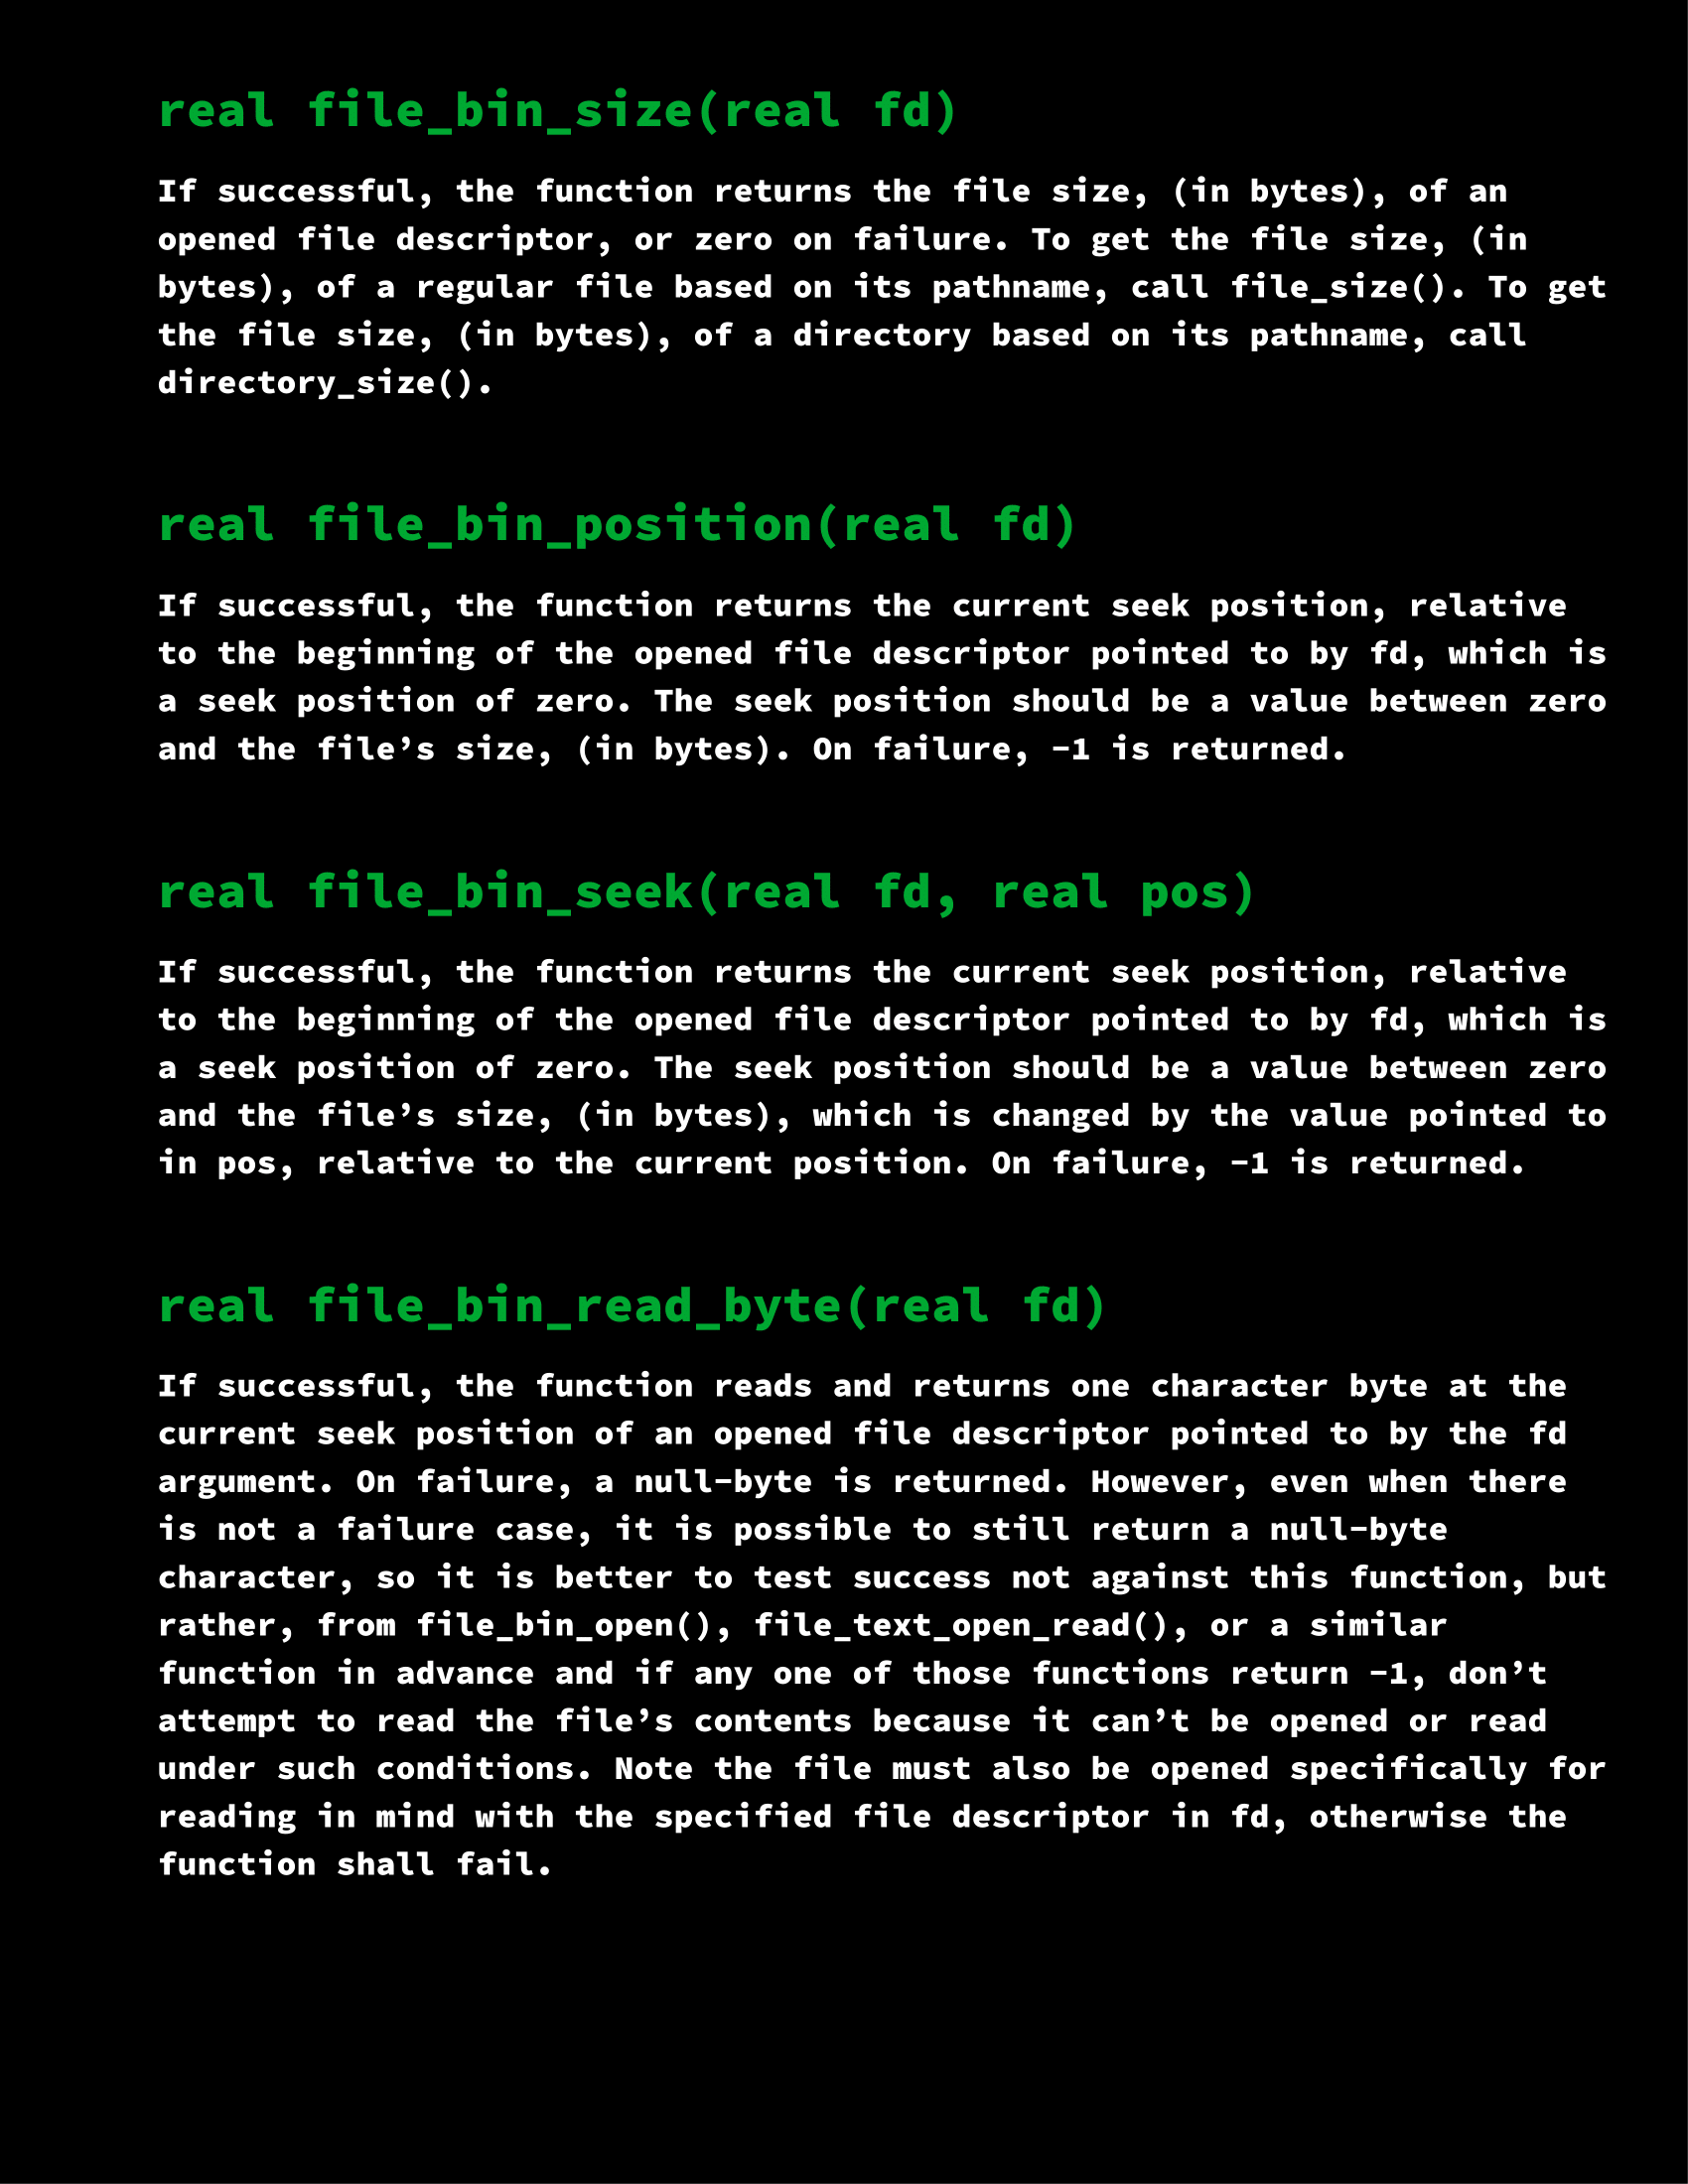 real file_bin_size(real fd)
If successful, the function returns the file size, (in bytes), of an
opened file descriptor, or zero on failure. To get the file size, (in
bytes), of a regular file based on its pathname, call file_size(). To get
the file size, (in bytes), of a directory based on its pathname, call
directory_size().
real file_bin_position(real fd)
If successful, the function returns the current seek position, relative
to the beginning of the opened file descriptor pointed to by fd, which is
a seek position of zero. The seek position should be a value between zero
and the file’s size, (in bytes). On failure, -1 is returned.
real file_bin_seek(real fd, real pos)
If successful, the function returns the current seek position, relative
to the beginning of the opened file descriptor pointed to by fd, which is
a seek position of zero. The seek position should be a value between zero
and the file’s size, (in bytes), which is changed by the value pointed to
in pos, relative to the current position. On failure, -1 is returned.
real file_bin_read_byte(real fd)
If successful, the function reads and returns one character byte at the
current seek position of an opened file descriptor pointed to by the fd
argument. On failure, a null-byte is returned. However, even when there
is not a failure case, it is possible to still return a null-byte
character, so it is better to test success not against this function, but
rather, from file_bin_open(), file_text_open_read(), or a similar
function in advance and if any one of those functions return -1, don’t
attempt to read the file’s contents because it can’t be opened or read
under such conditions. Note the file must also be opened specifically for
reading in mind with the specified file descriptor in fd, otherwise the
function shall fail.